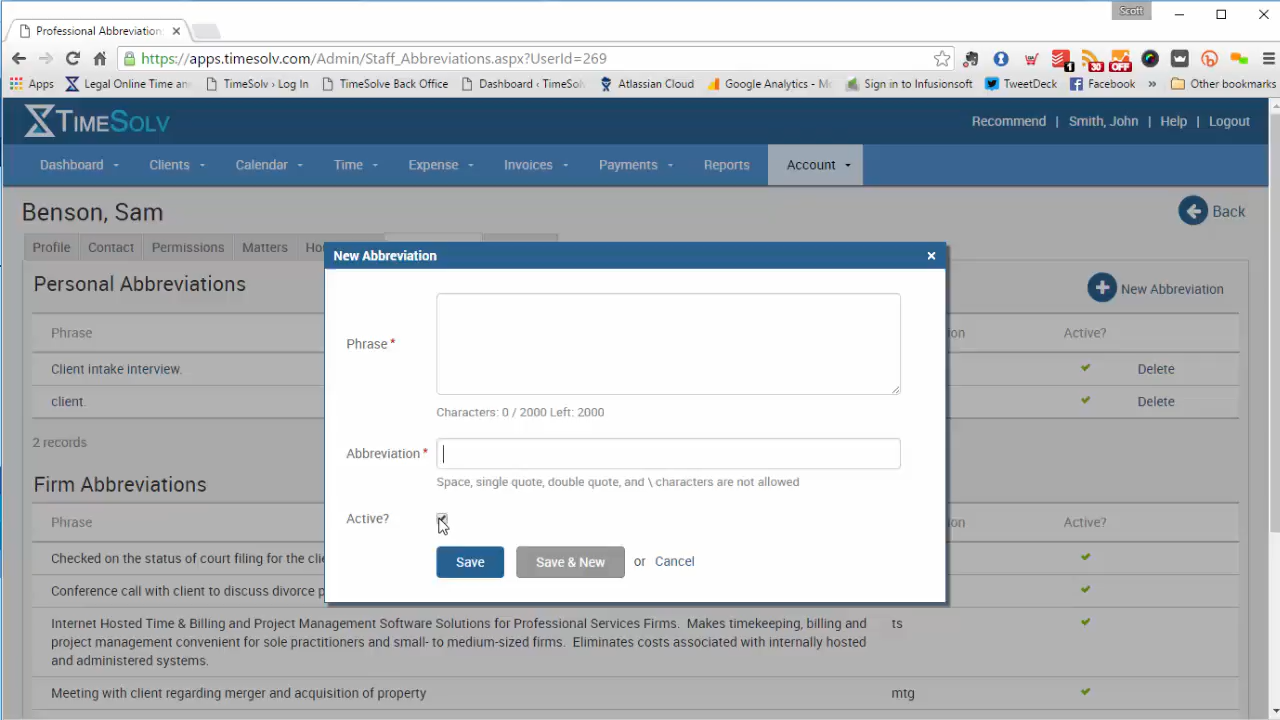 Scott
Professional Abbreviation
https://apps.timesolv.com/Admin/Staff_Abbreviations.aspx?UserId=269
1 30 OFF
Apps Legal Online Time an TimeSolv › Log In TimeSolve Back Office Dashboard ‹ TimeSol Atlassian Cloud Google Analytics - M Sign in to Infusionsoft TweetDeck Facebook » Other bookmarks
TIMESOLV Recommend | Smith, John | Help | Logout
Dashboard Clients Calendar Time Expense Invoices Payments Reports Account
Benson, Sam Back
Profile Contact Permissions Matters Ho
New Abbreviation ×
Personal Abbreviations New Abbreviation
Phrase ion Active?
Phrase *
Client intake interview. Delete
client. Delete
Characters: 0 / 2000 Left: 2000
2 records
Abbreviation *
Space, single quote, double quote, and \ characters are not allowed
Firm Abbreviations
Active?
Phrase ion Active?
Checked on the status of court filing for the clie
Save Save & New or Cancel
Conference call with client to discuss divorce p
Internet Hosted Time & Billing and Project Management Software Solutions for Professional Services Firms. Makes timekeeping, billing and ts
project management convenient for sole practitioners and small- to medium-sized firms. Eliminates costs associated with internally hosted
and administered systems.
Meeting with client regarding merger and acquisition of property mtg